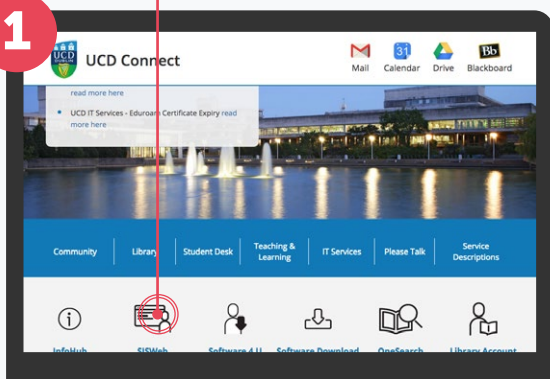 1
UCD
DUBLIN
UCD Connect
31
Bb
Mail
Calendar
Drive
Blackboard
read more here
UCD IT Services - Eduroam Certificate Expiry read
more here
Community
Library
Student Desk
Teaching &
Learning
IT Services
Please Talk
Service
Descriptions
InfoHub
SISWeb
Software 4 U
Software Download
OneSearch
Library Account